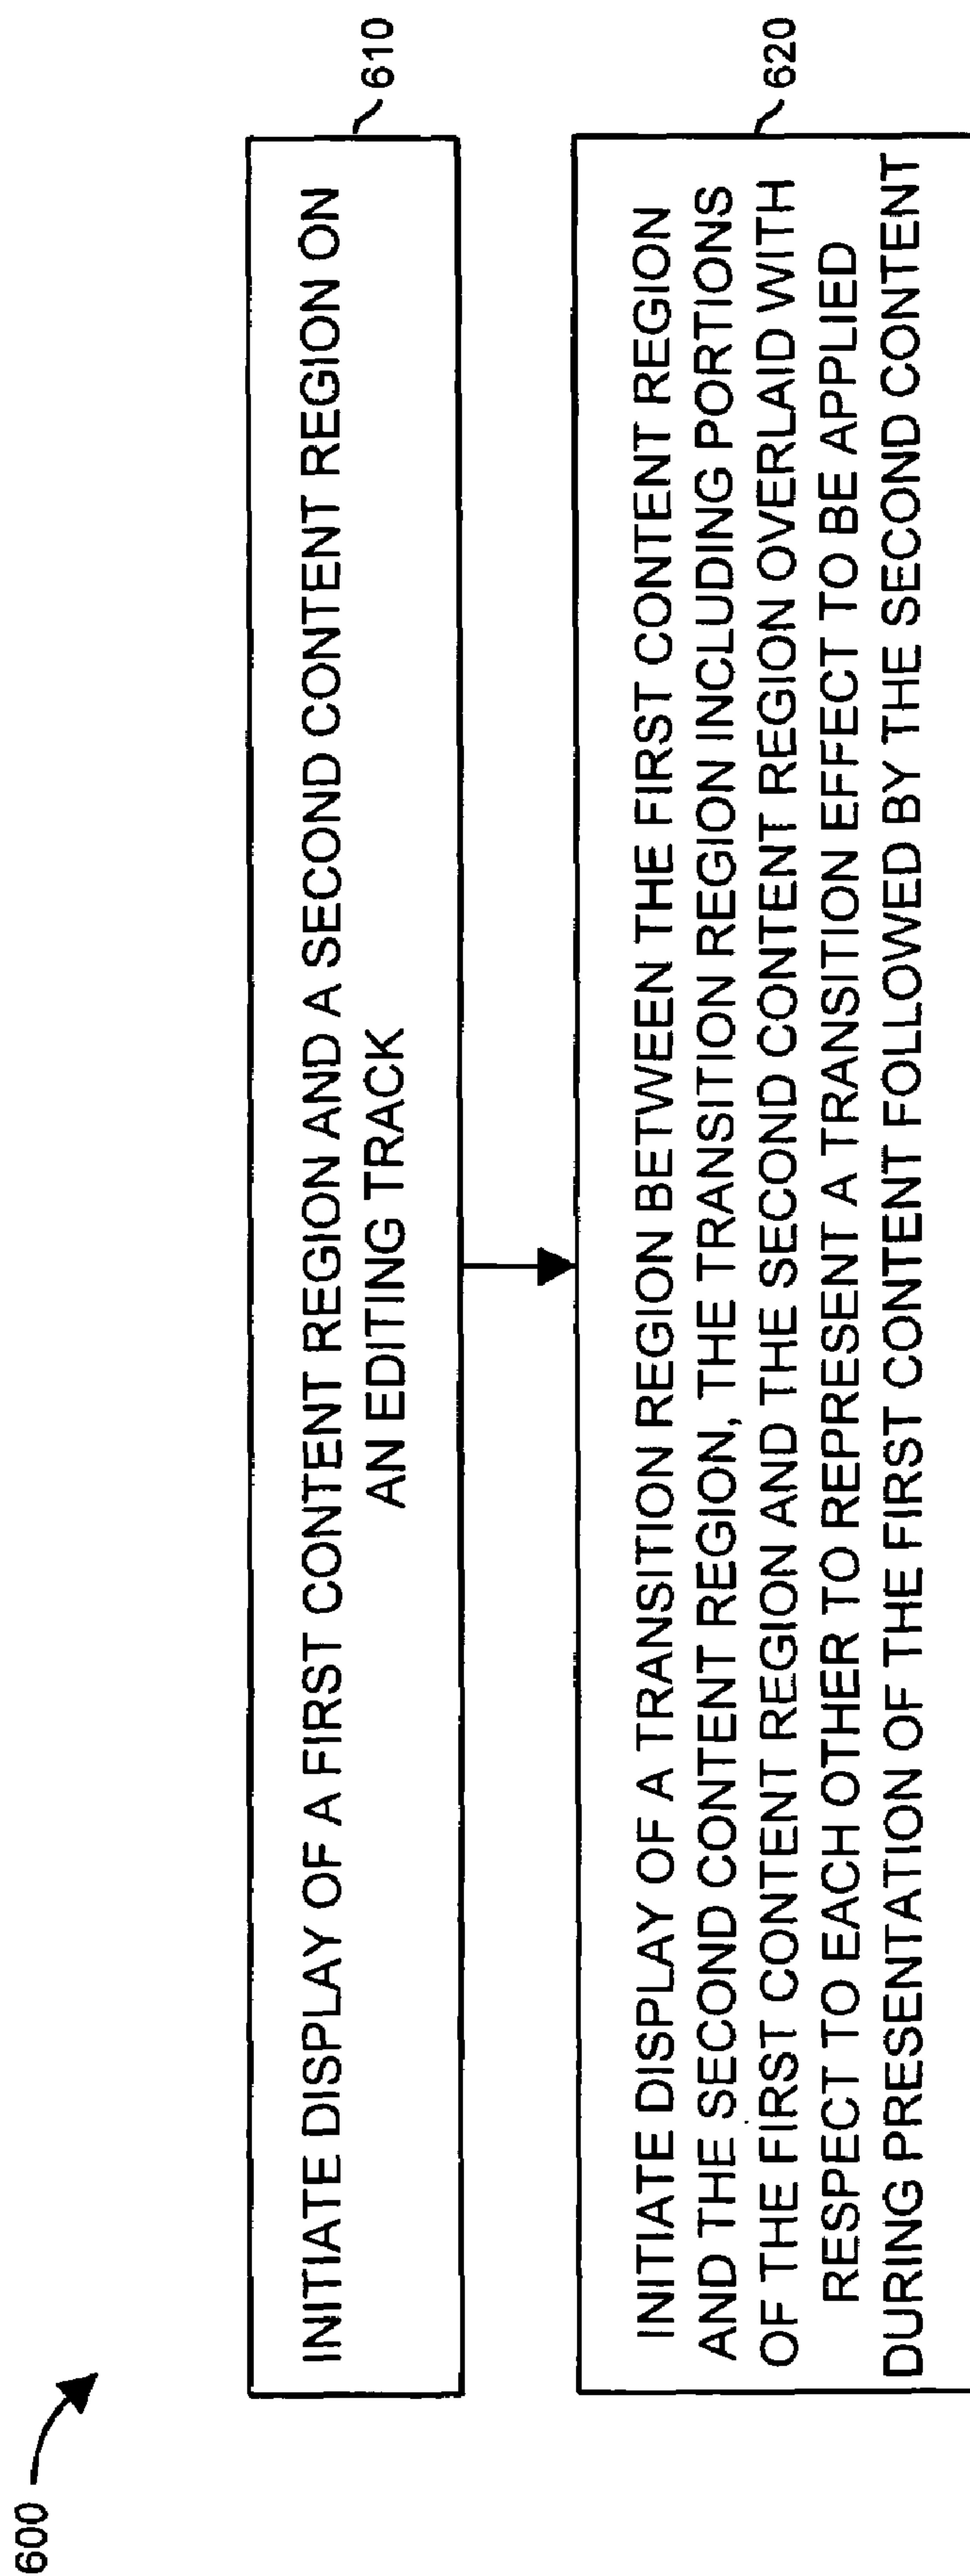 600
INITIATE DISPLAY OF A FIRST CONTENT REGION AND A SECOND CONTENT REGION ON
AN EDITING TRACK
610
INITIATE DISPLAY OF A TRANSITION REGION BETWEEN THE FIRST CONTENT REGION
AND THE SECOND CONTENT REGION, THE TRANSITION REGION INCLUDING PORTIONS
OF THE FIRST CONTENT REGION AND THE SECOND CONTENT REGION OVERLAID WITH
RESPECT TO EACH OTHER TO REPRESENT A TRANSITION EFFECT TO BE APPLIED
DURING PRESENTATION OF THE FIRST CONTENT FOLLOWED BY THE SECOND CONTENT
620